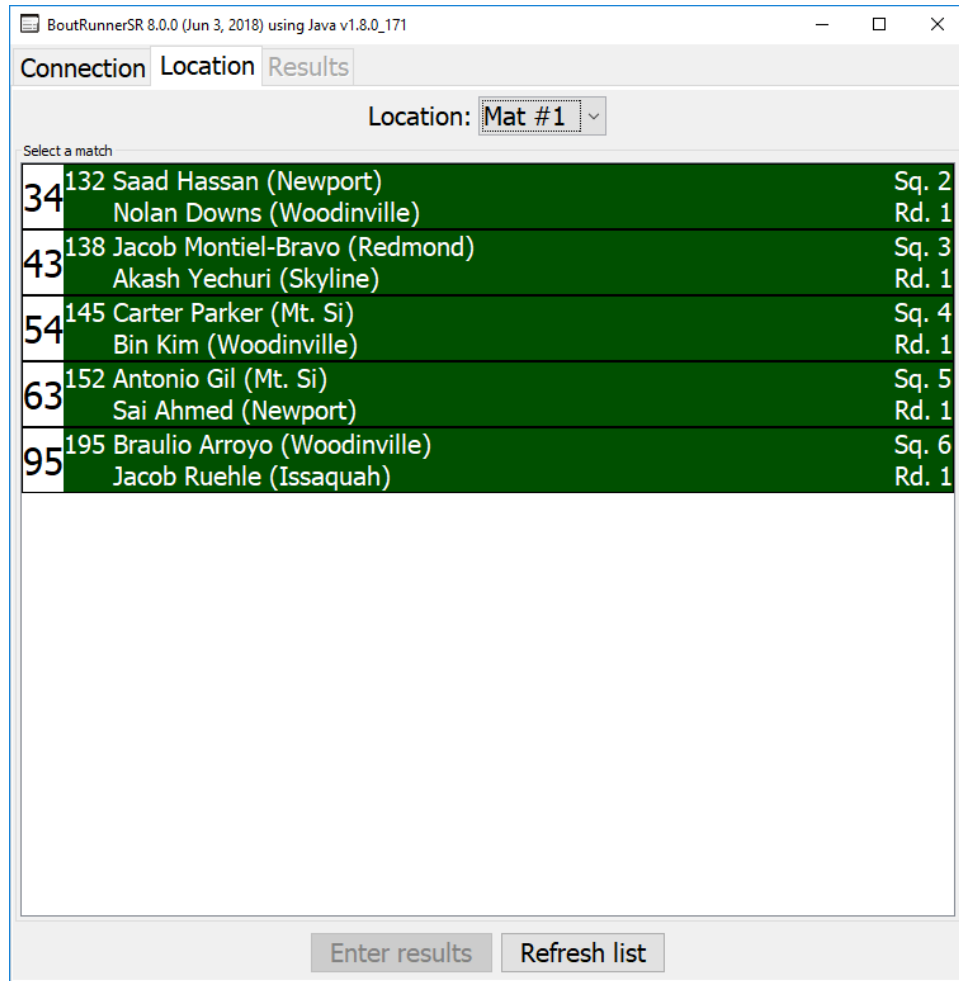 BoutRunnerSR 8.0.0 (Jun 3, 2018) using Java v1.8.0_171
Connection Location Results
Location: Mat #1
Select a match
34 132 Saad Hassan (Newport) Sq. 2
Nolan Downs (Woodinville) Rd. 1
43 138 Jacob Montiel-Bravo (Redmond) Sq. 3
Akash Yechuri (Skyline) Rd. 1
54 145 Carter Parker (Mt. Si) Sq. 4
Bin Kim (Woodinville) Rd. 1
63 152 Antonio Gil (Mt. Si) Sq. 5
Sai Ahmed (Newport) Rd. 1
95 195 Braulio Arroyo (Woodinville) Sq. 6
Jacob Ruehle (Issaquah) Rd. 1
Enter results Refresh list